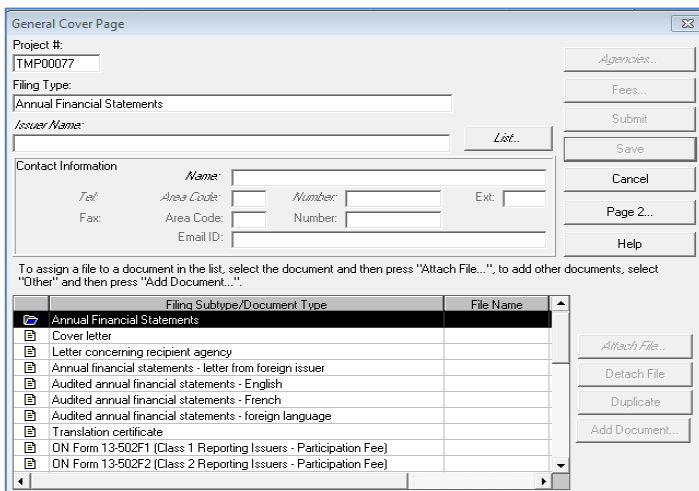 General Cover Page
Project #:
TMP00077
Agencies...
Filing Type:
Fees...
Annual Financial Statements
Submit
Issuer Name:
List...
Save
Contact Information
Name:
Cancel
Tel: Area Code: Number: Ext:
Fax: Area Code: Number:
Page 2...
Email ID:
Help
To assign a file to a document in the list, select the document and then press "Attach File...", to add other documents, select
"Other" and then press "Add Document...".
Filing Subtype/Document Type File Name
Annual Financial Statements
Cover letter
Letter concerning recipient agency
Attach File...
Annual financial statements - letter from foreign issuer
Audited annual financial statements - English
Detach File
Audited annual financial statements - French
Duplicate
Audited annual financial statements - foreign language
Translation certificate
Add Document...
ON Form 13-502F1 (Class 1 Reporting Issuers - Participation Fee)
ON Form 13-502F2 (Class 2 Reporting Issuers - Participation Fee)